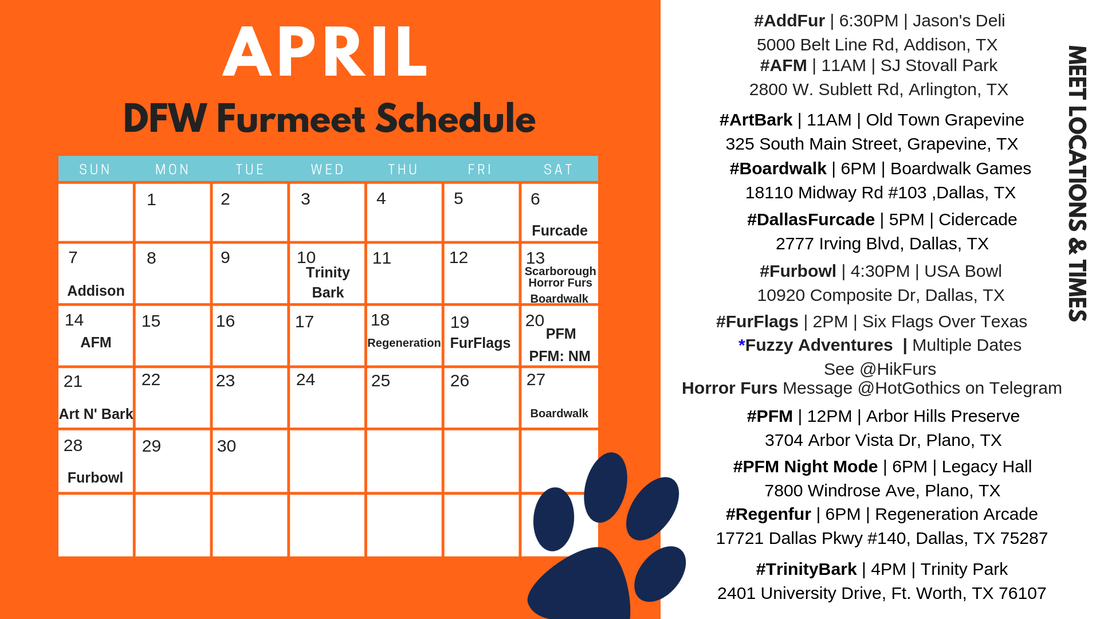 APRIL
DFW Furmeet Schedule
SUN MON TUE WED THU FRI SAT
1 2 3 4 5 6
Furcade
7 8 9 10 11 12 13
Addison
Trinity
Bark
Scarborough
Horror Furs
Boardwalk
14 15 16 17 18 19 20
AFM
Regeneration
FurFlags
PFM
PFM: NM
21 22 23 24 25 26 27
Art N' Bark
Boardwalk
28 29 30
Furbowl
#AddFur | 6:30PM | Jason's Deli
5000 Belt Line Rd, Addison, TX
#AFM | 11AM | SJ Stovall Park
2800 W. Sublett Rd, Arlington, TX
#ArtBark | 11AM | Old Town Grapevine
325 South Main Street, Grapevine, TX
#Boardwalk | 6PM | Boardwalk Games
18110 Midway Rd #103 ,Dallas, TX
#DallasFurcade | 5PM | Cidercade
2777 Irving Blvd, Dallas, TX
#Furbowl | 4:30PM | USA Bowl
10920 Composite Dr, Dallas, TX
#FurFlags | 2PM | Six Flags Over Texas
*Fuzzy Adventures | Multiple Dates
See @HikFurs
Horror Furs Message @HotGothics on Telegram
#PFM | 12PM | Arbor Hills Preserve
3704 Arbor Vista Dr, Plano, TX
#PFM Night Mode | 6PM | Legacy Hall
7800 Windrose Ave, Plano, TX
#Regenfur | 6PM | Regeneration Arcade
17721 Dallas Pkwy #140, Dallas, TX 75287
#TrinityBark | 4PM | Trinity Park
2401 University Drive, Ft. Worth, TX 76107
MEET LOCATIONS & TIMES